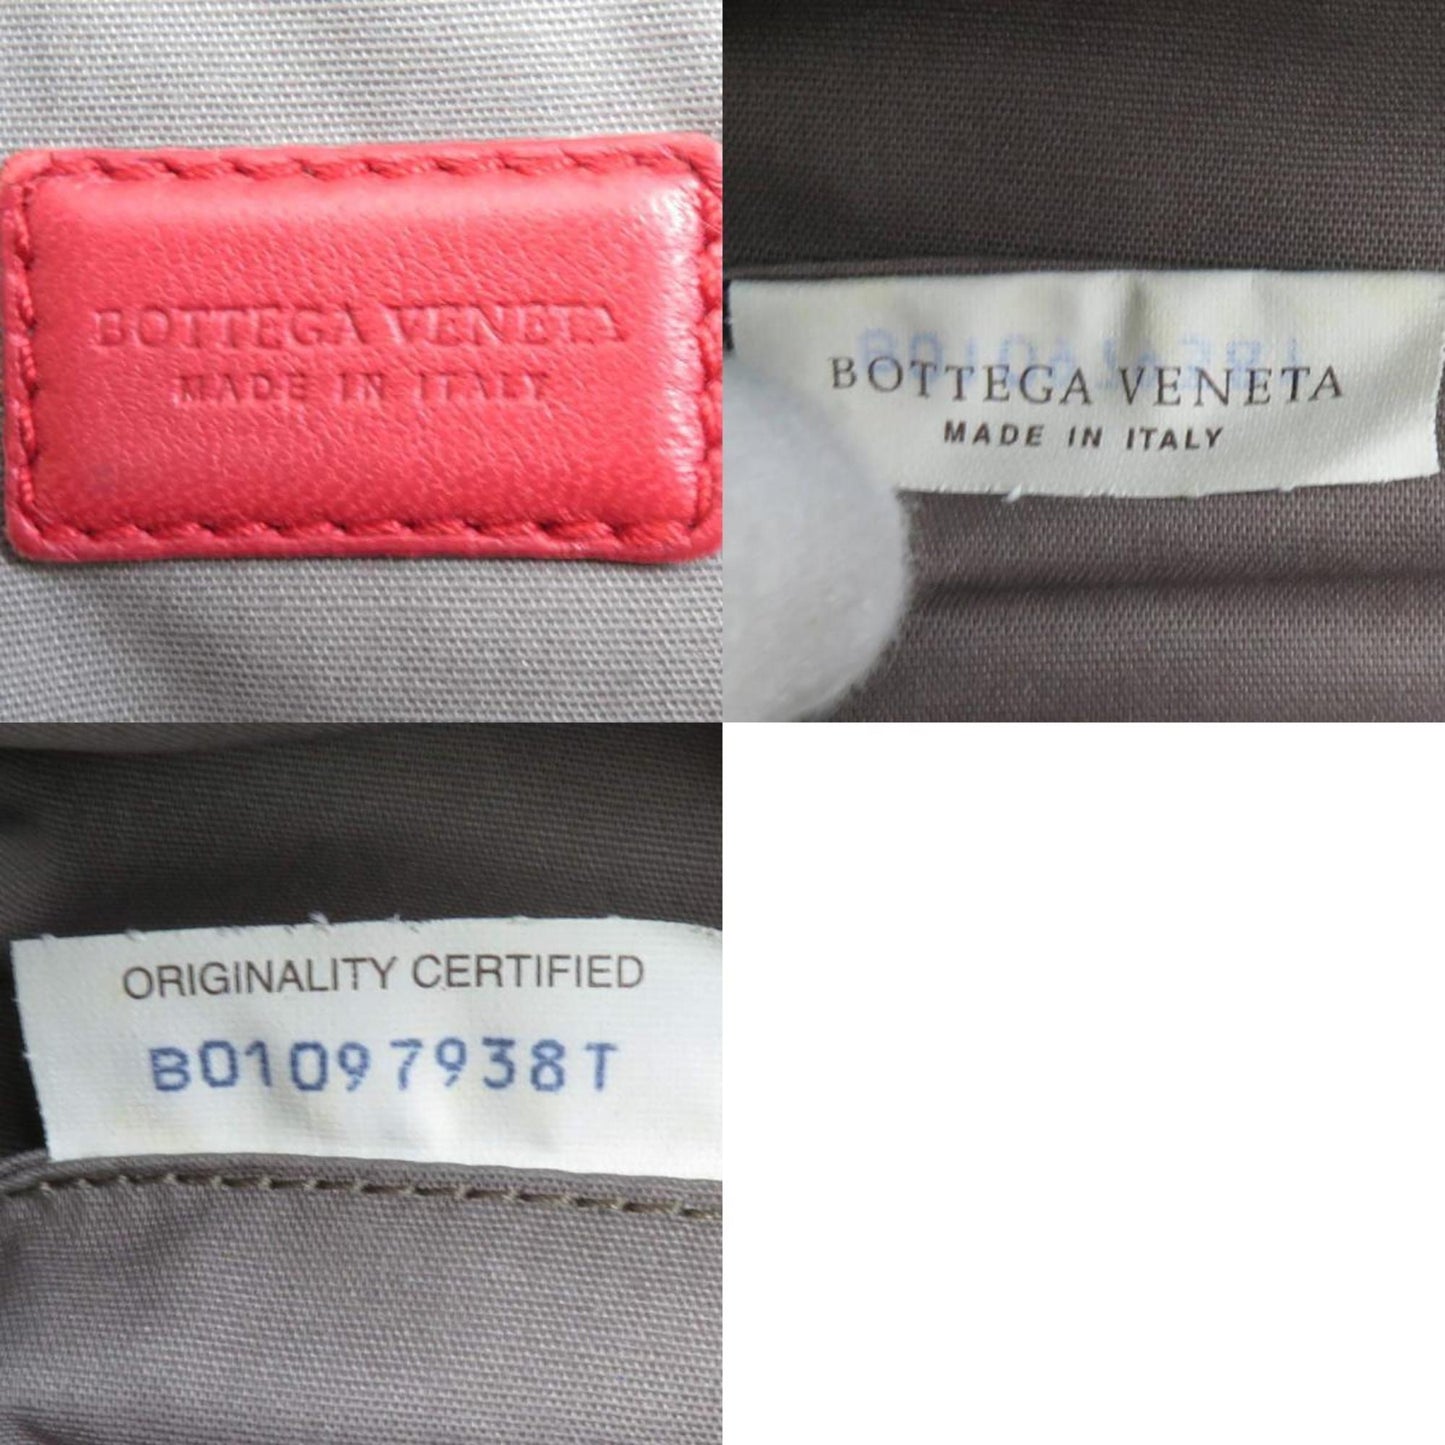 BOTTEGA VENETA
MADE IN ITALY
BOTTEGA VENETA
MADE IN ITALY
ORIGINALITY CERTIFIED
B01097938T